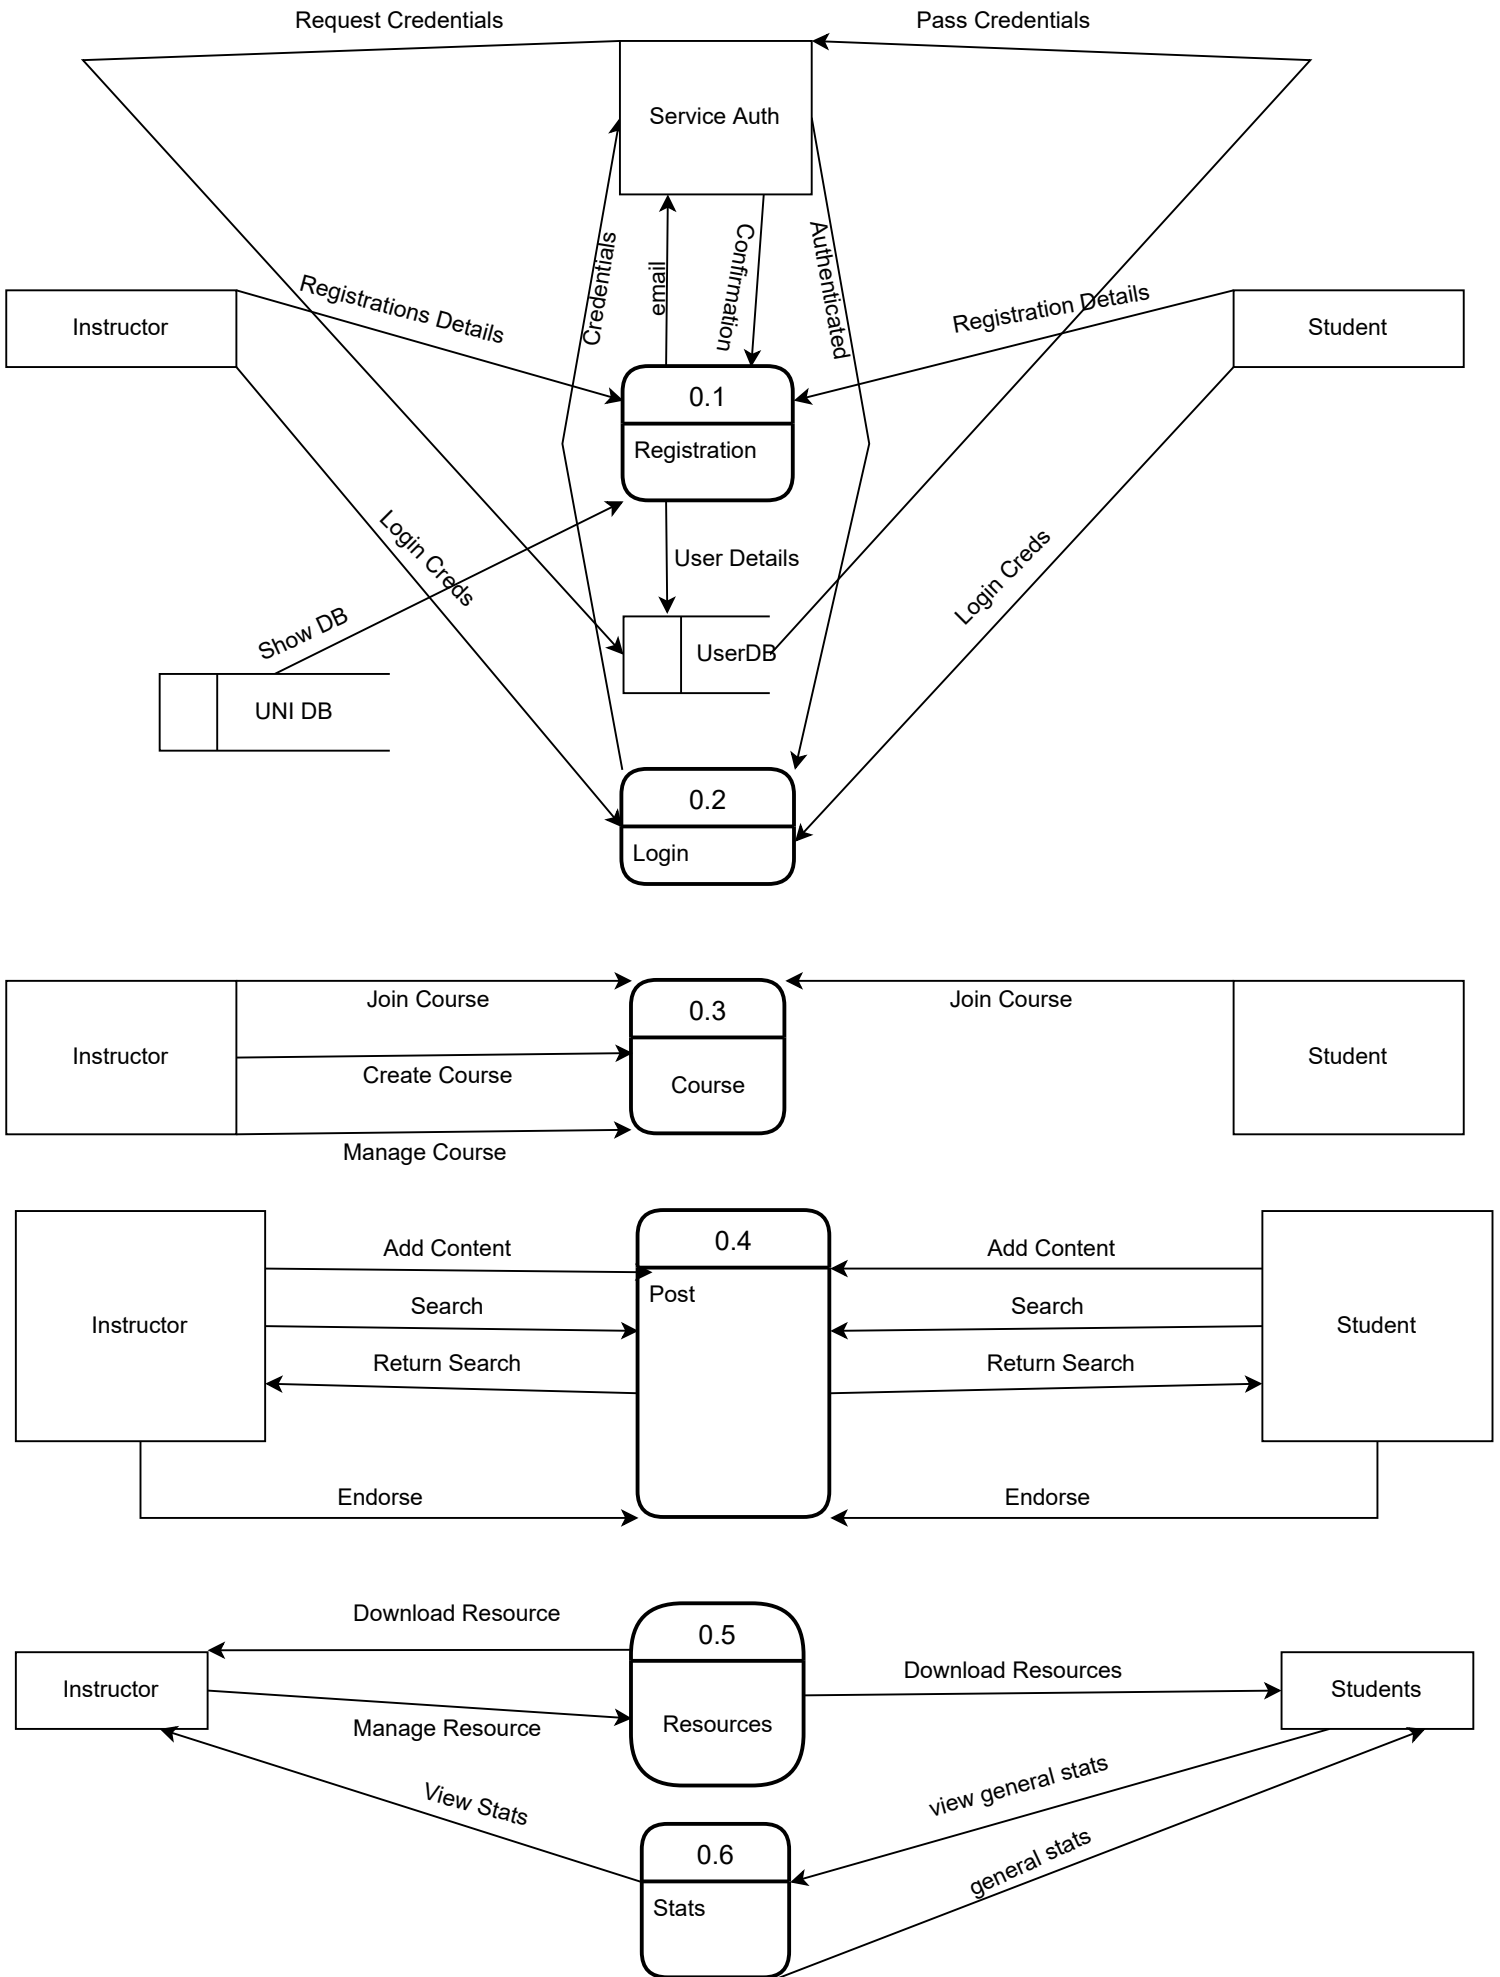 Request Credentials
Pass Credentials
Service Auth
Credentials
email
Confirmation
Authenticated
Instructor
Registrations Details
Registration Details
Student
0.1
Registration
Login Creds
User Details
Login Creds
Show DB
UserDB
UNI DB
0.2
Login
Instructor
Join Course
Create Course
Manage Course
0.3
Course
Join Course
Student
Instructor
Add Content
Search
Return Search
Endorse
0.4
Post
Add Content
Search
Return Search
Endorse
Student
Download Resource
Instructor
Manage Resource
0.5
Resources
Download Resources
Students
View Stats
view general stats
general stats
0.6
Stats